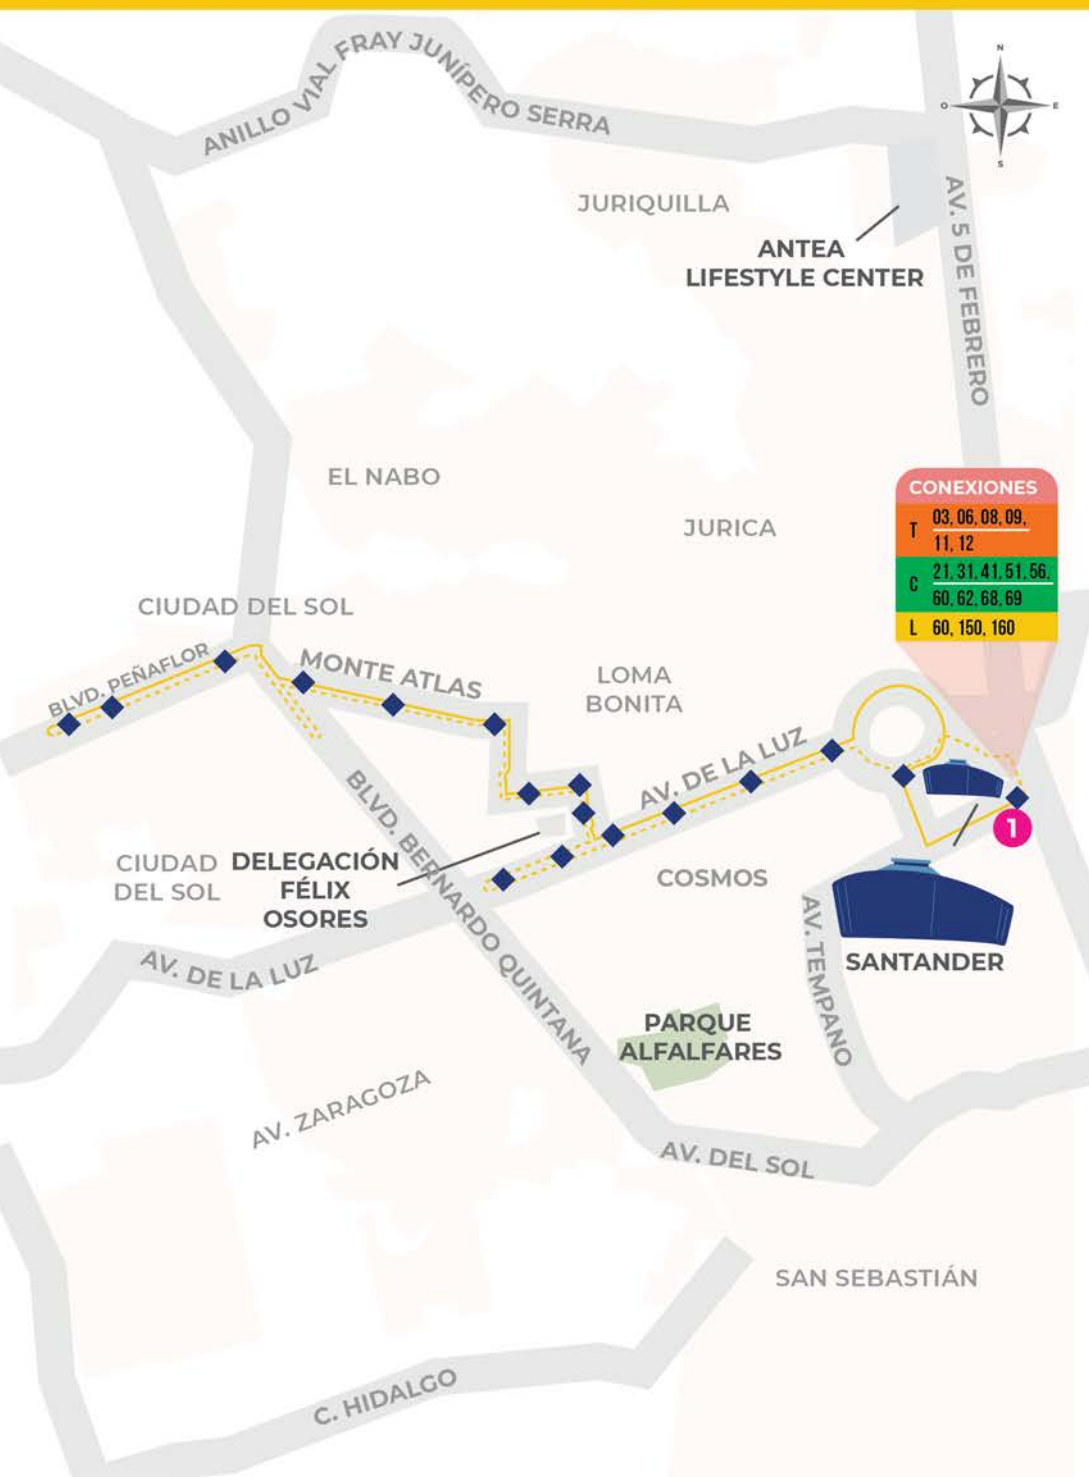 N
O
E
S
ANILLO VIAL FRAY JUNÍPERO SERRA
AV. 5 DE FEBRERO
JURIQUILLA
ANTEA
LIFESTYLE CENTER
EL NABO
JURICA
CONEXIONES
T
03, 06, 08, 09,
11, 12
C
21, 31, 41, 51, 56,
60, 62, 68, 69
L 60, 150, 160
CIUDAD DEL SOL
BLVD. PEÑAFLOR
MONTE ATLAS
LOMA
BONITA
AV. DE LA LUZ
BLVD. BERNARDO QUINTANA
1
CIUDAD
DEL SOL
DELEGACIÓN
FÉLIX
OSORES
COSMOS
AV. TEMPANO
SANTANDER
AV. DE LA LUZ
PARQUE
ALFALFARES
AV. ZARAGOZA
AV. DEL SOL
SAN SEBASTIÁN
C. HIDALGO